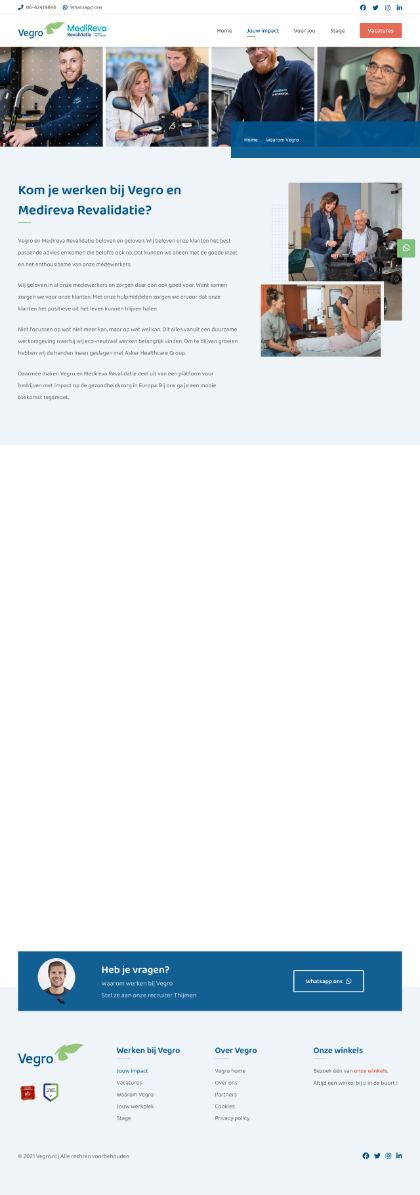 06-42419846 Whatsapp ons
Vegro MediReva
Revalidatie
Home Jouw impact Voor jou Stage Vacatures
Home Waarom Vegro
Kom je werken bij Vegro en
Medireva Revalidatie?
Vegro en Medireva Revalidatie beloven en geloven. Wij beloven onze klanten het best
passende advies en komen die belofte ook na. Dat kunnen we alleen met de goede inzet
en het enthousiasme van onze medewerkers.
Wij geloven in al onze medewerkers en zorgen daar dan ook goed voor. Want samen
zorgen we voor onze klanten. Met onze hulpmiddelen zorgen we ervoor dat onze
klanten het positieve uit het leven kunnen blijven halen.
Niet focussen op wat niet meer kan, maar op wat wél kan. Dit alles vanuit een duurzame
werkomgeving waarbij wij eco-neutraal werken belangrijk vinden. Om te blijven groeien
hebben wij de handen ineen geslagen met Asker Healthcare Group.
Daarmee maken Vegro en Medireva Revalidatie deel uit van een platform voor
bedrijven met impact op de gezondheidszorg in Europa. Bij ons ga je een mooie
toekomst tegemoet.
Heb je vragen?
Waarom werken bij Vegro
Stel ze aan onze recruiter Thijmen
Whatsapp ons
Vegro
Werken bij Vegro
Jouw impact
Vacatures
Waarom Vegro
Jouw werkplek
Stage
Over Vegro
Vegro home
Over ons
Partners
Cookies
Privacy policy
Onze winkels
Bezoek één van onze winkels.
Altijd een winkel bij u in de buurt!
© 2021 Vegro.nl | Alle rechten voorbehouden